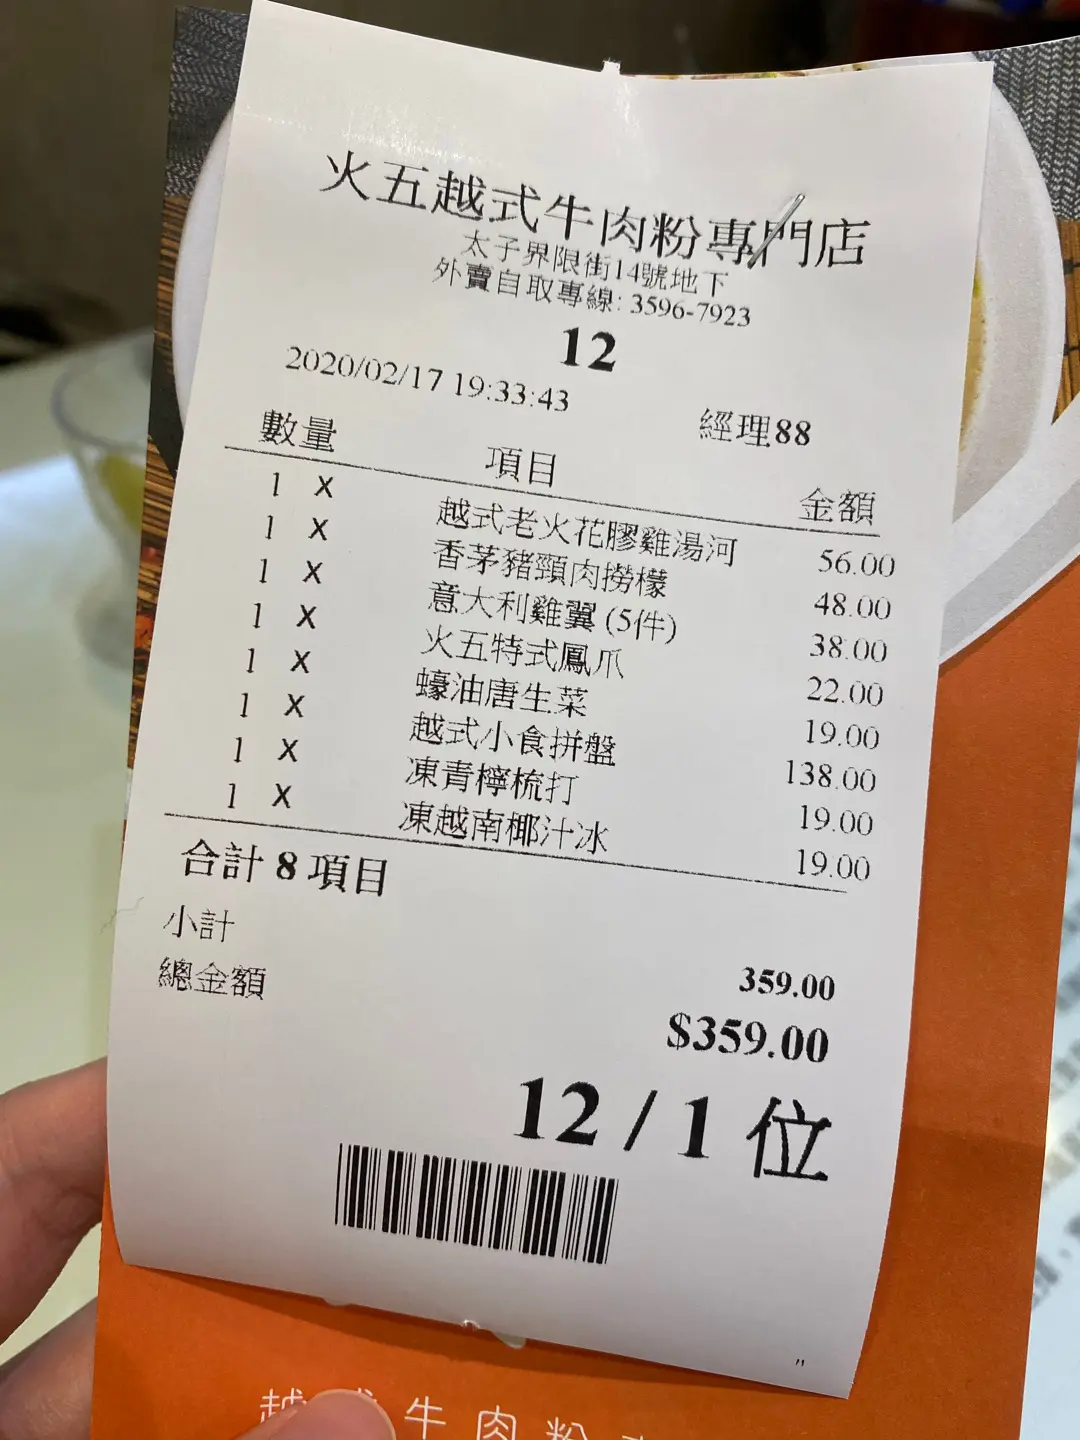 火五越式牛肉粉專門店
太子界限街14號地下
外賣自取專線: 3596-7923
12
2020/02/17 19:33:43 經理88
數量 項目 金額
1 X 越式老火花膠雞湯河 56.00
1 X 香茅豬頸肉撈檬 48.00
1 X 意大利雞翼 (5件) 38.00
1 X 火五特式鳳爪 22.00
1 X 蠔油唐生菜 19.00
1 X 越式小食拼盤 138.00
1 X 凍青檸梳打 19.00
1 X 凍越南椰汁冰 19.00
合計 8 項目
小計 359.00
總金額 $359.00
12 / 1 位
越式牛肉粉